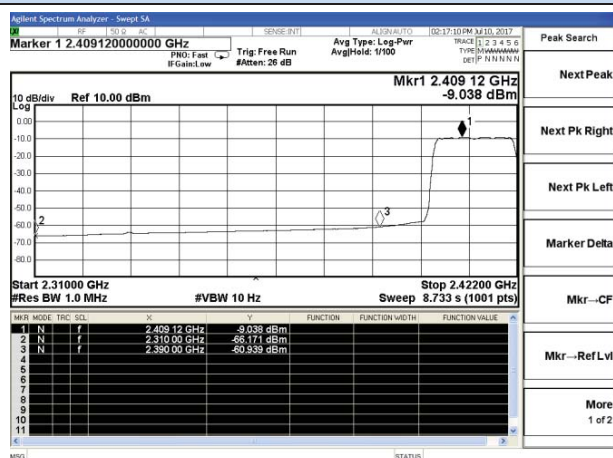 Agilent Spectrum Analyzer - Swept SA
RF 50 Ω AC SENSE:INT ALIGNAUTO 02:17:10 PM Jul 10, 2017
Marker 1 2.409120000000 GHz
PNO: Fast
IFGain:Low
Trig: Free Run
#Atten: 26 dB
Avg Type: Log-Pwr
Avg|Hold: 1/100
TRACE 1 2 3 4 5 6
TYPE MWWWWW
DET P N N N N N
Mkr1 2.409 12 GHz
-9.038 dBm
10 dB/div Ref 10.00 dBm
Log
0.00
-10.0
-20.0
-30.0
-40.0
-50.0
-60.0
-70.0
-80.0
1
2
3
Start 2.31000 GHz
Stop 2.42200 GHz
#Res BW 1.0 MHz
#VBW 10 Hz
Sweep 8.733 s (1001 pts)
MKR MODE TRC SCL X Y FUNCTION FUNCTION WIDTH FUNCTION VALUE
1 N f 2.409 12 GHz -9.038 dBm
2 N f 2.310 00 GHz -66.171 dBm
3 N f 2.390 00 GHz -60.939 dBm
4
5
6
7
8
9
10
11
MSG
STATUS
Peak Search
Next Peak
Next Pk Right
Next Pk Left
Marker Delta
Mkr→CF
Mkr→RefLvl
More
1 of 2